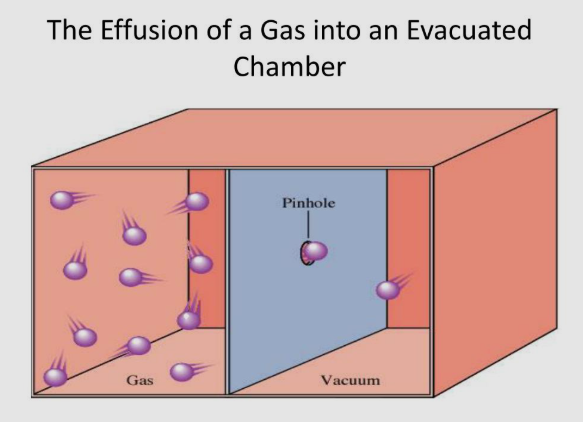 The Effusion of a Gas into an Evacuated
Chamber
Pinhole
Gas
Vacuum